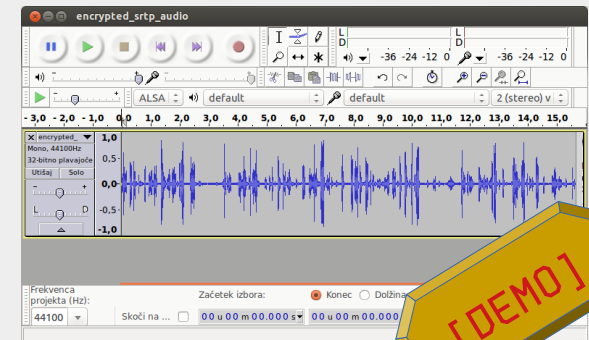 encrypted_srtp_audio
L
D
-36 -24 -12 0
L
D
-36 -24 -12 0
ALSA
default
default
2 (stereo) v
- 3,0 - 2,0 - 1,0 0,0 1,0 2,0 3,0 4,0 5,0 6,0 7,0 8,0 9,0 10,0 11,0 12,0 13,0 14,0 15,0
encrypted_
Mono, 44100Hz
32-bitno plavajoče
Utišaj Solo
- +
L D
1,0
0,5-
0,0-
-0,5-
-1,0
Frekvenca
projekta (Hz):
44100
Začetek izbora:
Konec
Dolžina
Skoči na ...
00 u 00 m 00.000 s
00 u 00 m 00.000
[DEMO]